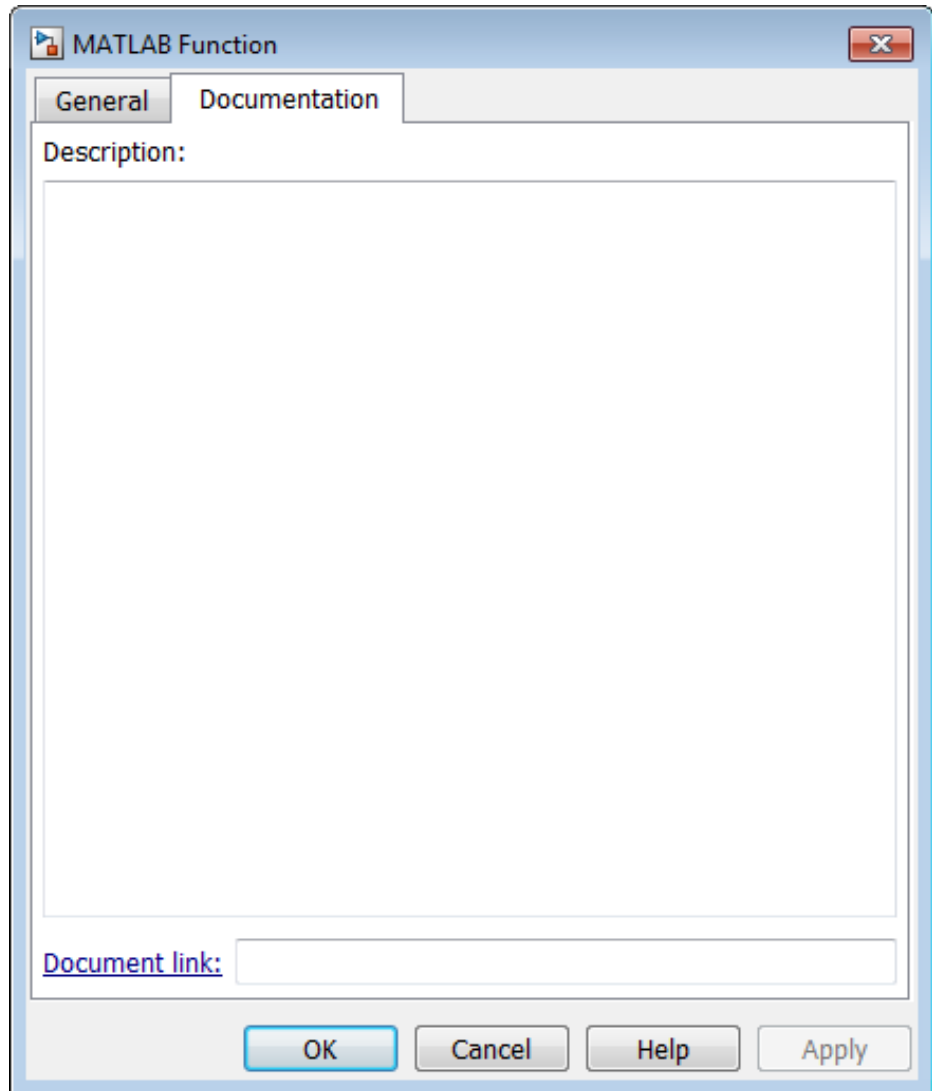 MATLAB Function
General Documentation
Description:
Document link:
OK Cancel Help Apply